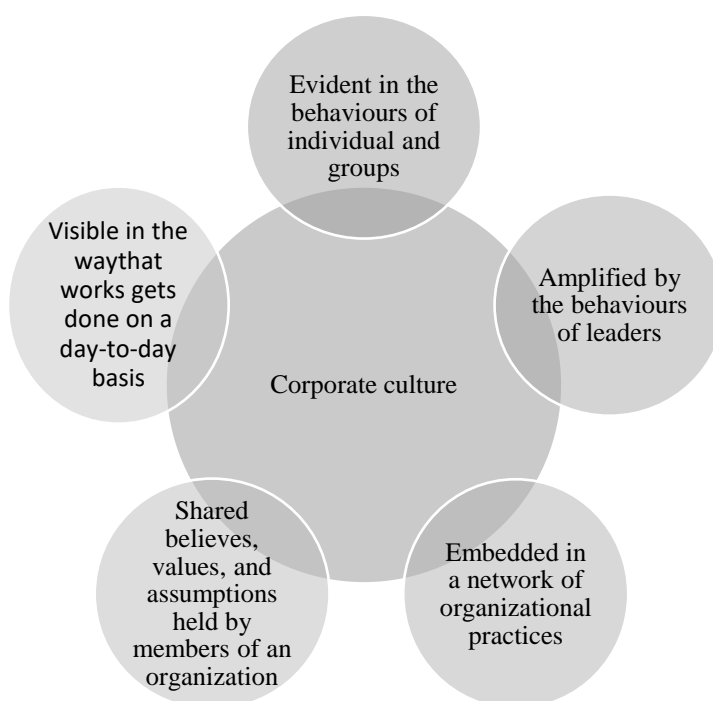 Evident in the
behaviours of
individual and
groups
Visible in the
waythat
works gets
done on a
day-to-day
basis
Amplified by
the behaviours
of leaders
Corporate culture
Shared
believes,
values, and
assumptions
held by
members of an
organization
Embedded in
a network of
organizational
practices